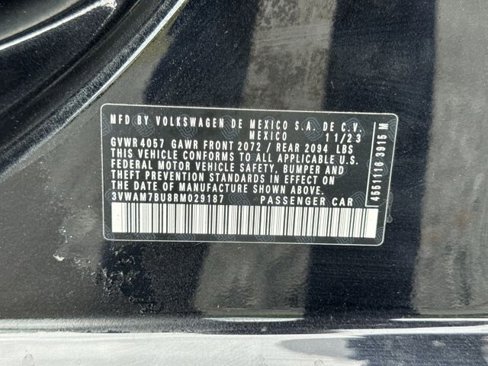 MFD BY VOLKSWAGEN DE MEXICO S.A. DE C.V.
MEXICO 11/23
GVWR 4057 GAWR FRONT 2072 / REAR 2094 LBS
THIS VEHICLE CONFORMS TO ALL APPLICABLE U.S.
FEDERAL MOTOR VEHICLE SAFETY, BUMPER AND
THEFT PREVENTION STANDARDS IN EFFECT ON THE
DATE OF MANUFACTURE SHOWN ABOVE.
3VWAM7BU8RM029187 PASSENGER CAR
4551116 3915 M